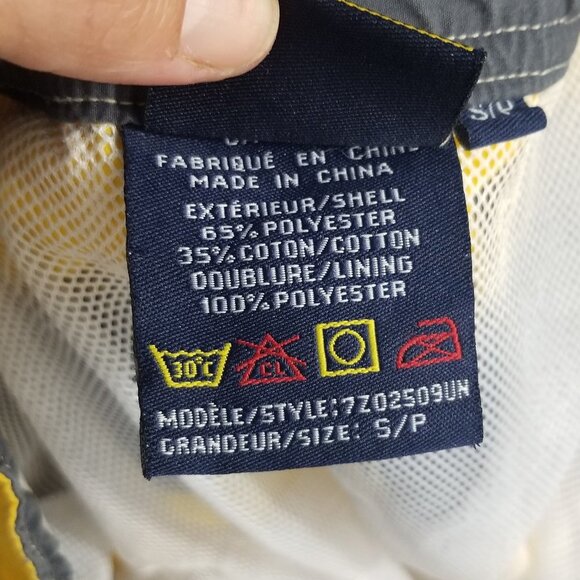 S/P
FABRIQUÉ EN CHINE
MADE IN CHINA
EXTÉRIEUR/SHELL
65% POLYESTER
35% COTON/COTTON
DOUBLURE/LINING
100% POLYESTER
30°C
CL
MODÈLE/STYLE:7Z02509UN
GRANDEUR/SIZE: S/P